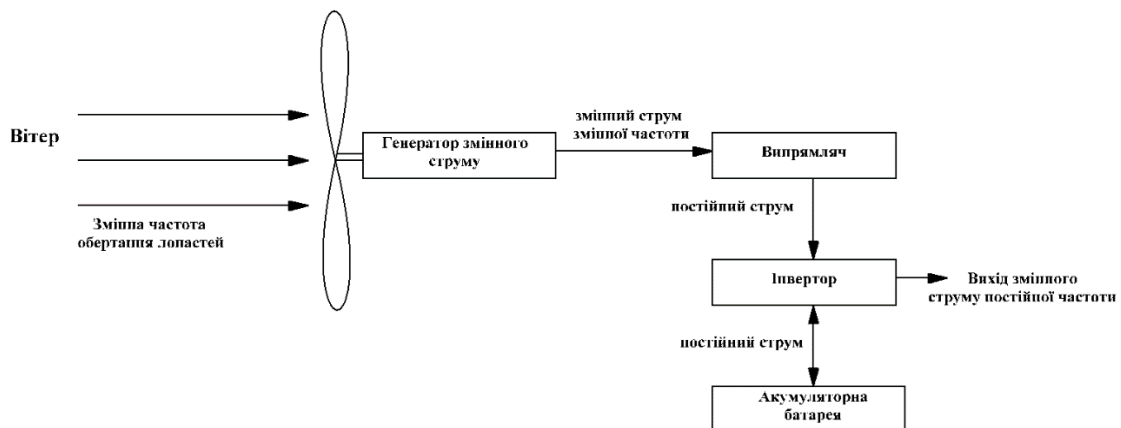 Вітер
Змінна частота
обертання лопастей
Генератор змінного
струму
змінний струм
змінної частоти
Випрямляч
постійний струм
Інвертор
Вихід змінного
струму постійної частоти
постійний струм
Акумуляторна
батарея